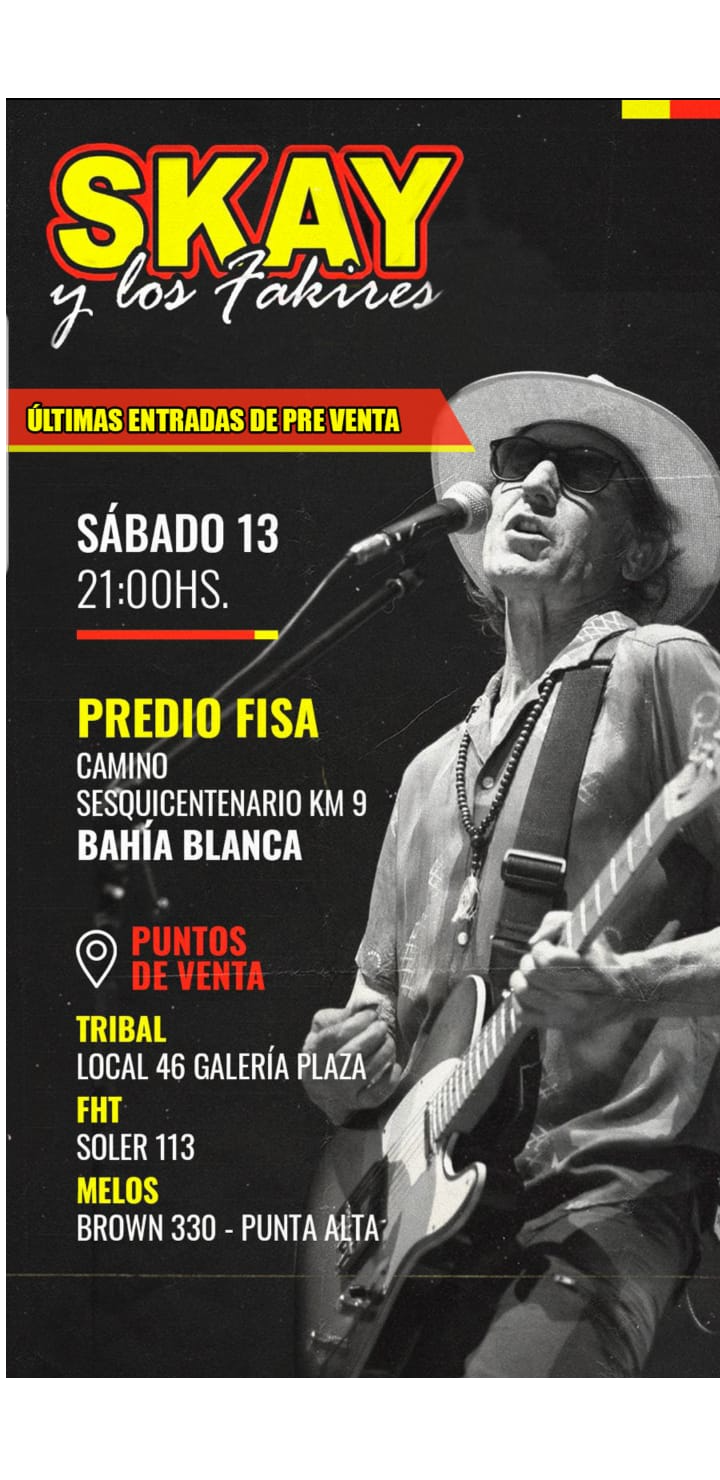 SKAY
y los Fakires
ÚLTIMAS ENTRADAS DE PRE VENTA
SÁBADO 13
21:00HS.
PREDIO FISA
CAMINO
SESQUICENTENARIO KM 9
BAHÍA BLANCA
PUNTOS
DE VENTA
TRIBAL
LOCAL 46 GALERÍA PLAZA
FHT
SOLER 113
MELOS
BROWN 330 - PUNTA ALTA